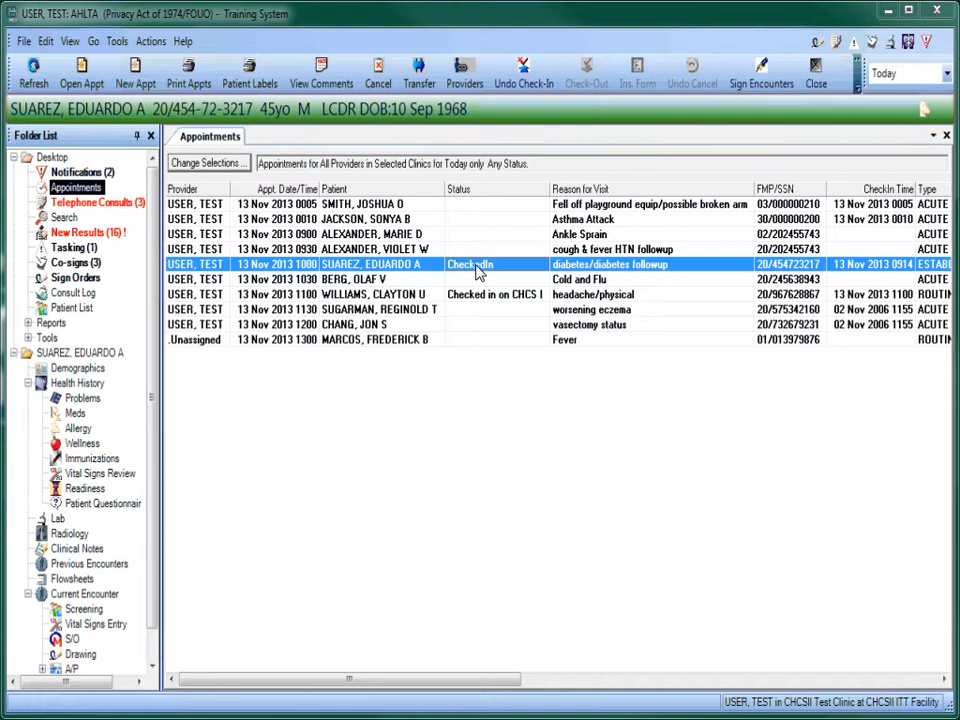 USER, TEST: AHLTA (Privacy Act of 1974/FOUO) - Training System
File Edit View Go Tools Actions Help
Refresh Open Appt New Appt Print Appts Patient Labels View Comments Cancel Transfer Providers Undo Check-In Check-Out Ins. Form Undo Cancel Sign Encounters Close Today
SUAREZ, EDUARDO A 20/454-72-3217 45yo M LCDR DOB:10 Sep 1968
Folder List
Appointments
Change Selections ... Appointments for All Providers in Selected Clinics for Today only Any Status.
Desktop
Notifications (2)
Appointments
Telephone Consults (3)
Search
New Results (16) !
Tasking (1)
Co-signs (3)
Sign Orders
Consult Log
Patient List
Reports
Tools
SUAREZ, EDUARDO A
Demographics
Health History
Problems
Meds
Allergy
Wellness
Immunizations
Vital Signs Review
Readiness
Patient Questionnair
Lab
Radiology
Clinical Notes
Previous Encounters
Flowsheets
Current Encounter
Screening
Vital Signs Entry
S/O
Drawing
A/P
Provider Appt. Date/Time Patient Status Reason for Visit FMP/SSN CheckIn Time Type
USER, TEST 13 Nov 2013 0005 SMITH, JOSHUA O Fell off playground equip/possible broken arm 03/000000210 13 Nov 2013 0005 ACUTE
USER, TEST 13 Nov 2013 0010 JACKSON, SONYA B Asthma Attack 30/000000200 13 Nov 2013 0010 ACUTE
USER, TEST 13 Nov 2013 0900 ALEXANDER, MARIE D Ankle Sprain 02/202455743 ACUTE
USER, TEST 13 Nov 2013 0930 ALEXANDER, VIOLET W cough & fever HTN followup 02/202455743 ACUTE
USER, TEST 13 Nov 2013 1000 SUAREZ, EDUARDO A CheckedIn diabetes/diabetes followup 20/454723217 13 Nov 2013 0914 ESTABL
USER, TEST 13 Nov 2013 1030 BERG, OLAF V Cold and Flu 20/245638943 ACUTE
USER, TEST 13 Nov 2013 1100 WILLIAMS, CLAYTON U Checked in on CHCS I headache/physical 20/967628867 13 Nov 2013 1100 ROUTIN
USER, TEST 13 Nov 2013 1130 SUGARMAN, REGINOLD T worsening eczema 20/575342160 02 Nov 2006 1155 ACUTE
USER, TEST 13 Nov 2013 1200 CHANG, JON S vasectomy status 20/732679231 02 Nov 2006 1155 ACUTE
.Unassigned 13 Nov 2013 1300 MARCOS, FREDERICK B Fever 01/013979876 ROUTIN
USER, TEST in CHCSII Test Clinic at CHCSII ITT Facility